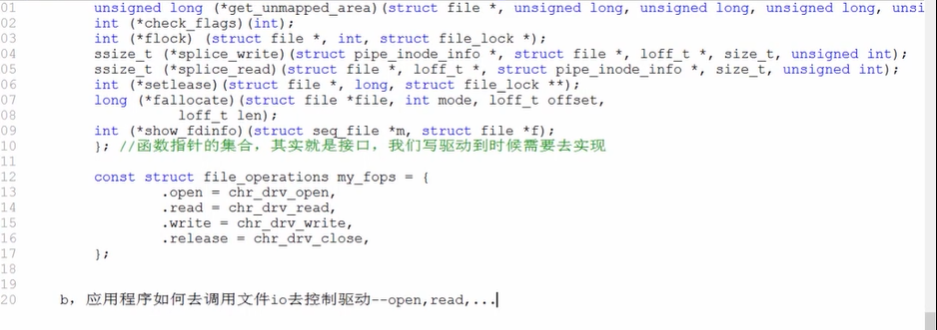 01 unsigned long (*get_unmapped_area)(struct file *, unsigned long, unsigned long, unsigned long, unsi
02 int (*check_flags)(int);
03 int (*flock) (struct file *, int, struct file_lock *);
04 ssize_t (*splice_write)(struct pipe_inode_info *, struct file *, loff_t *, size_t, unsigned int);
05 ssize_t (*splice_read)(struct file *, loff_t *, struct pipe_inode_info *, size_t, unsigned int);
06 int (*setlease)(struct file *, long, struct file_lock **);
07 long (*fallocate)(struct file *file, int mode, loff_t offset,
08 loff_t len);
09 int (*show_fdinfo)(struct seq_file *m, struct file *f);
10 }; //函数指针的集合，其实就是接口，我们写驱动到时候需要去实现
11
12 const struct file_operations my_fops = {
13 .open = chr_drv_open,
14 .read = chr_drv_read,
15 .write = chr_drv_write,
16 .release = chr_drv_close,
17 };
18
19
20 b，应用程序如何去调用文件io去控制驱动--open,read,...